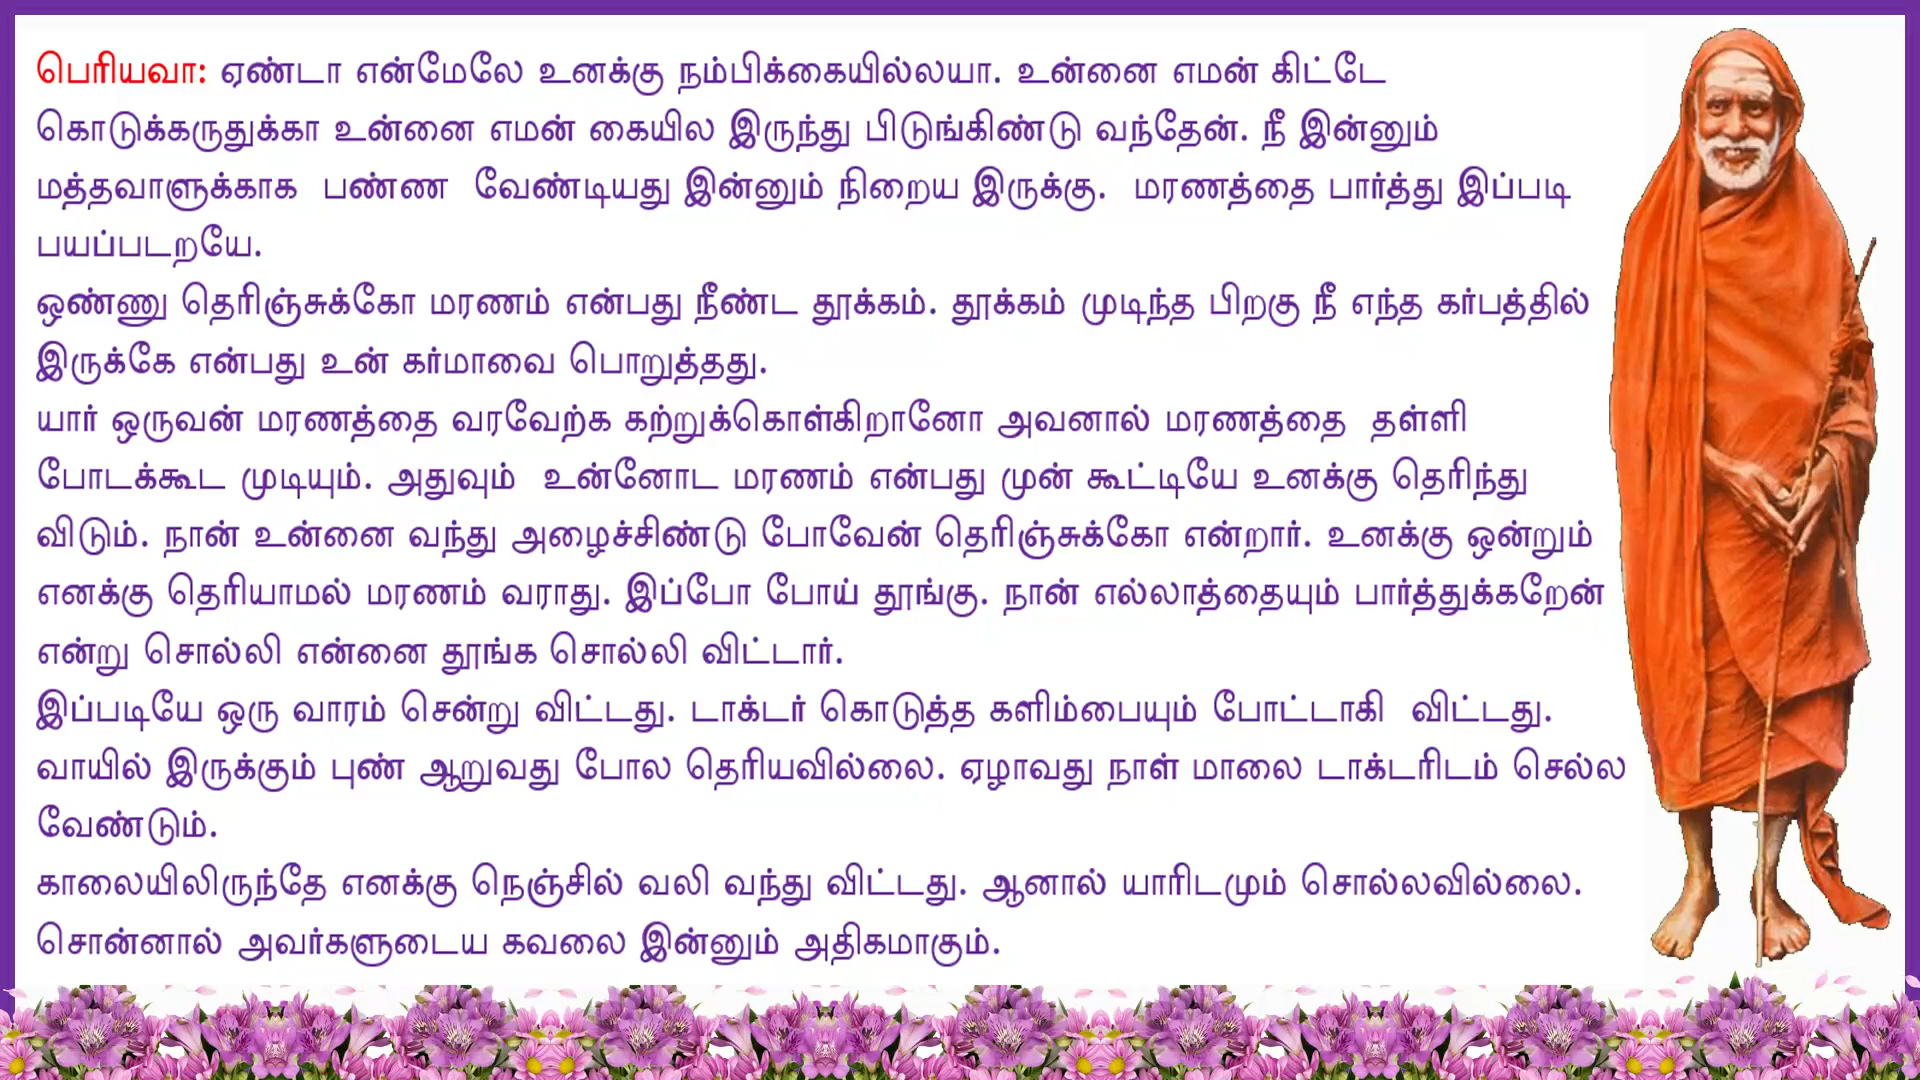 பெரியவா: ஏண்டா என்மேலே உனக்கு நம்பிக்கையில்லயா. உன்னை எமன் கிட்டே
கொடுக்கருதுக்கா உன்னை எமன் கையில இருந்து பிடுங்கிண்டு வந்தேன். நீ இன்னும்
மத்தவாளுக்காக பண்ண வேண்டியது இன்னும் நிறைய இருக்கு. மரணத்தை பார்த்து இப்படி
பயப்படறயே.
ஒண்ணு தெரிஞ்சுக்கோ மரணம் என்பது நீண்ட தூக்கம். தூக்கம் முடிந்த பிறகு நீ எந்த கர்பத்தில்
இருக்கே என்பது உன் கர்மாவை பொறுத்தது.
யார் ஒருவன் மரணத்தை வரவேற்க கற்றுக்கொள்கிறானோ அவனால் மரணத்தை தள்ளி
போடக்கூட முடியும். அதுவும் உன்னோட மரணம் என்பது முன் கூட்டியே உனக்கு தெரிந்து
விடும். நான் உன்னை வந்து அழைச்சிண்டு போவேன் தெரிஞ்சுக்கோ என்றார். உனக்கு ஒன்றும்
எனக்கு தெரியாமல் மரணம் வராது. இப்போ போய் தூங்கு. நான் எல்லாத்தையும் பார்த்துக்கறேன்
என்று சொல்லி என்னை தூங்க சொல்லி விட்டார்.
இப்படியே ஒரு வாரம் சென்று விட்டது. டாக்டர் கொடுத்த களிம்பையும் போட்டாகி விட்டது.
வாயில் இருக்கும் புண் ஆறுவது போல தெரியவில்லை. ஏழாவது நாள் மாலை டாக்டரிடம் செல்ல
வேண்டும்.
காலையிலிருந்தே எனக்கு நெஞ்சில் வலி வந்து விட்டது. ஆனால் யாரிடமும் சொல்லவில்லை.
சொன்னால் அவர்களுடைய கவலை இன்னும் அதிகமாகும்.